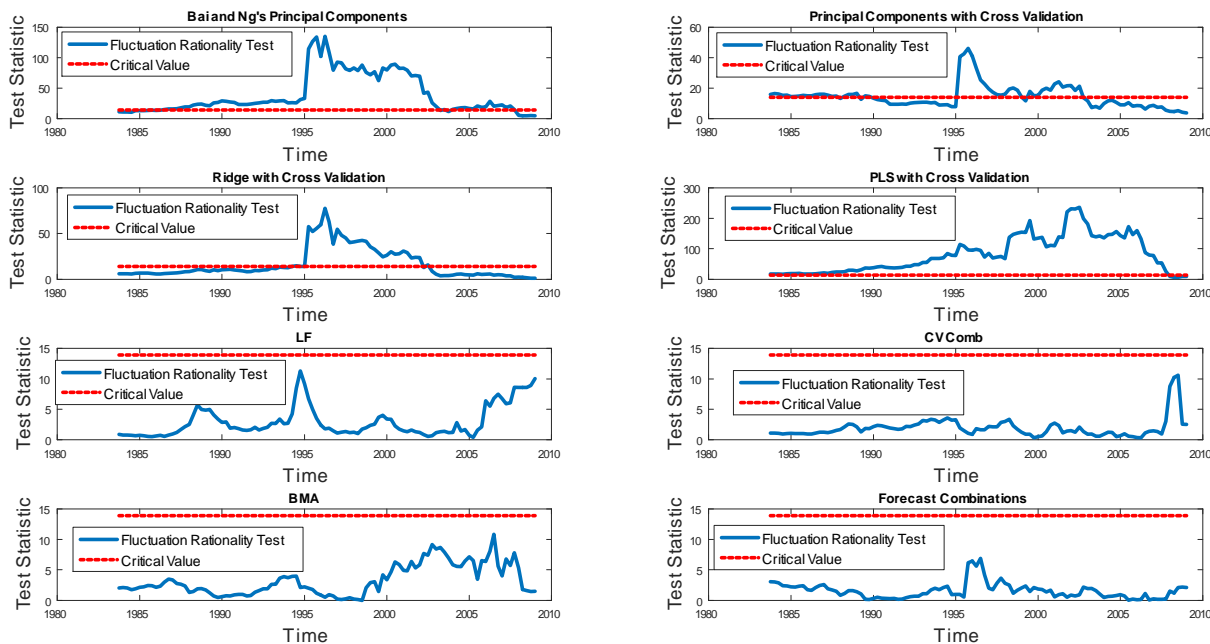 Bai and Ng's Principal Components
Test Statistic
150
100
50
0
Fluctuation Rationality Test
Critical Value
1980 1985 1990 1995 2000 2005 2010
Time
Principal Components with Cross Validation
Test Statistic
60
40
20
0
Fluctuation Rationality Test
Critical Value
1980 1985 1990 1995 2000 2005 2010
Time
Ridge with Cross Validation
Test Statistic
100
50
0
Fluctuation Rationality Test
Critical Value
1980 1985 1990 1995 2000 2005 2010
Time
PLS with Cross Validation
Test Statistic
300
200
100
0
Fluctuation Rationality Test
Critical Value
1980 1985 1990 1995 2000 2005 2010
Time
LF
Test Statistic
15
10
5
0
Fluctuation Rationality Test
Critical Value
1980 1985 1990 1995 2000 2005 2010
Time
CV Comb
Test Statistic
15
10
5
0
Fluctuation Rationality Test
Critical Value
1980 1985 1990 1995 2000 2005 2010
Time
BMA
Test Statistic
15
10
5
0
Fluctuation Rationality Test
Critical Value
1980 1985 1990 1995 2000 2005 2010
Time
Forecast Combinations
Test Statistic
15
10
5
0
Fluctuation Rationality Test
Critical Value
1980 1985 1990 1995 2000 2005 2010
Time